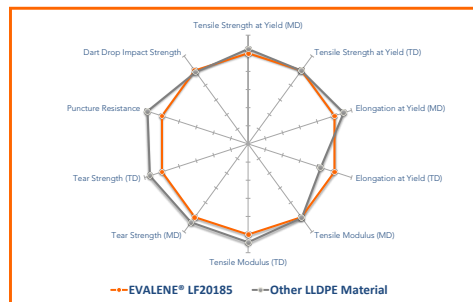 Tensile Strength at Yield (MD)
Dart Drop Impact Strength
Tensile Strength at Yield (TD)
Puncture Resistance
Elongation at Yield (MD)
Tear Strength (TD)
Elongation at Yield (TD)
Tear Strength (MD)
Tensile Modulus (MD)
Tensile Modulus (TD)
EVALENE® LF20185
Other LLDPE Material